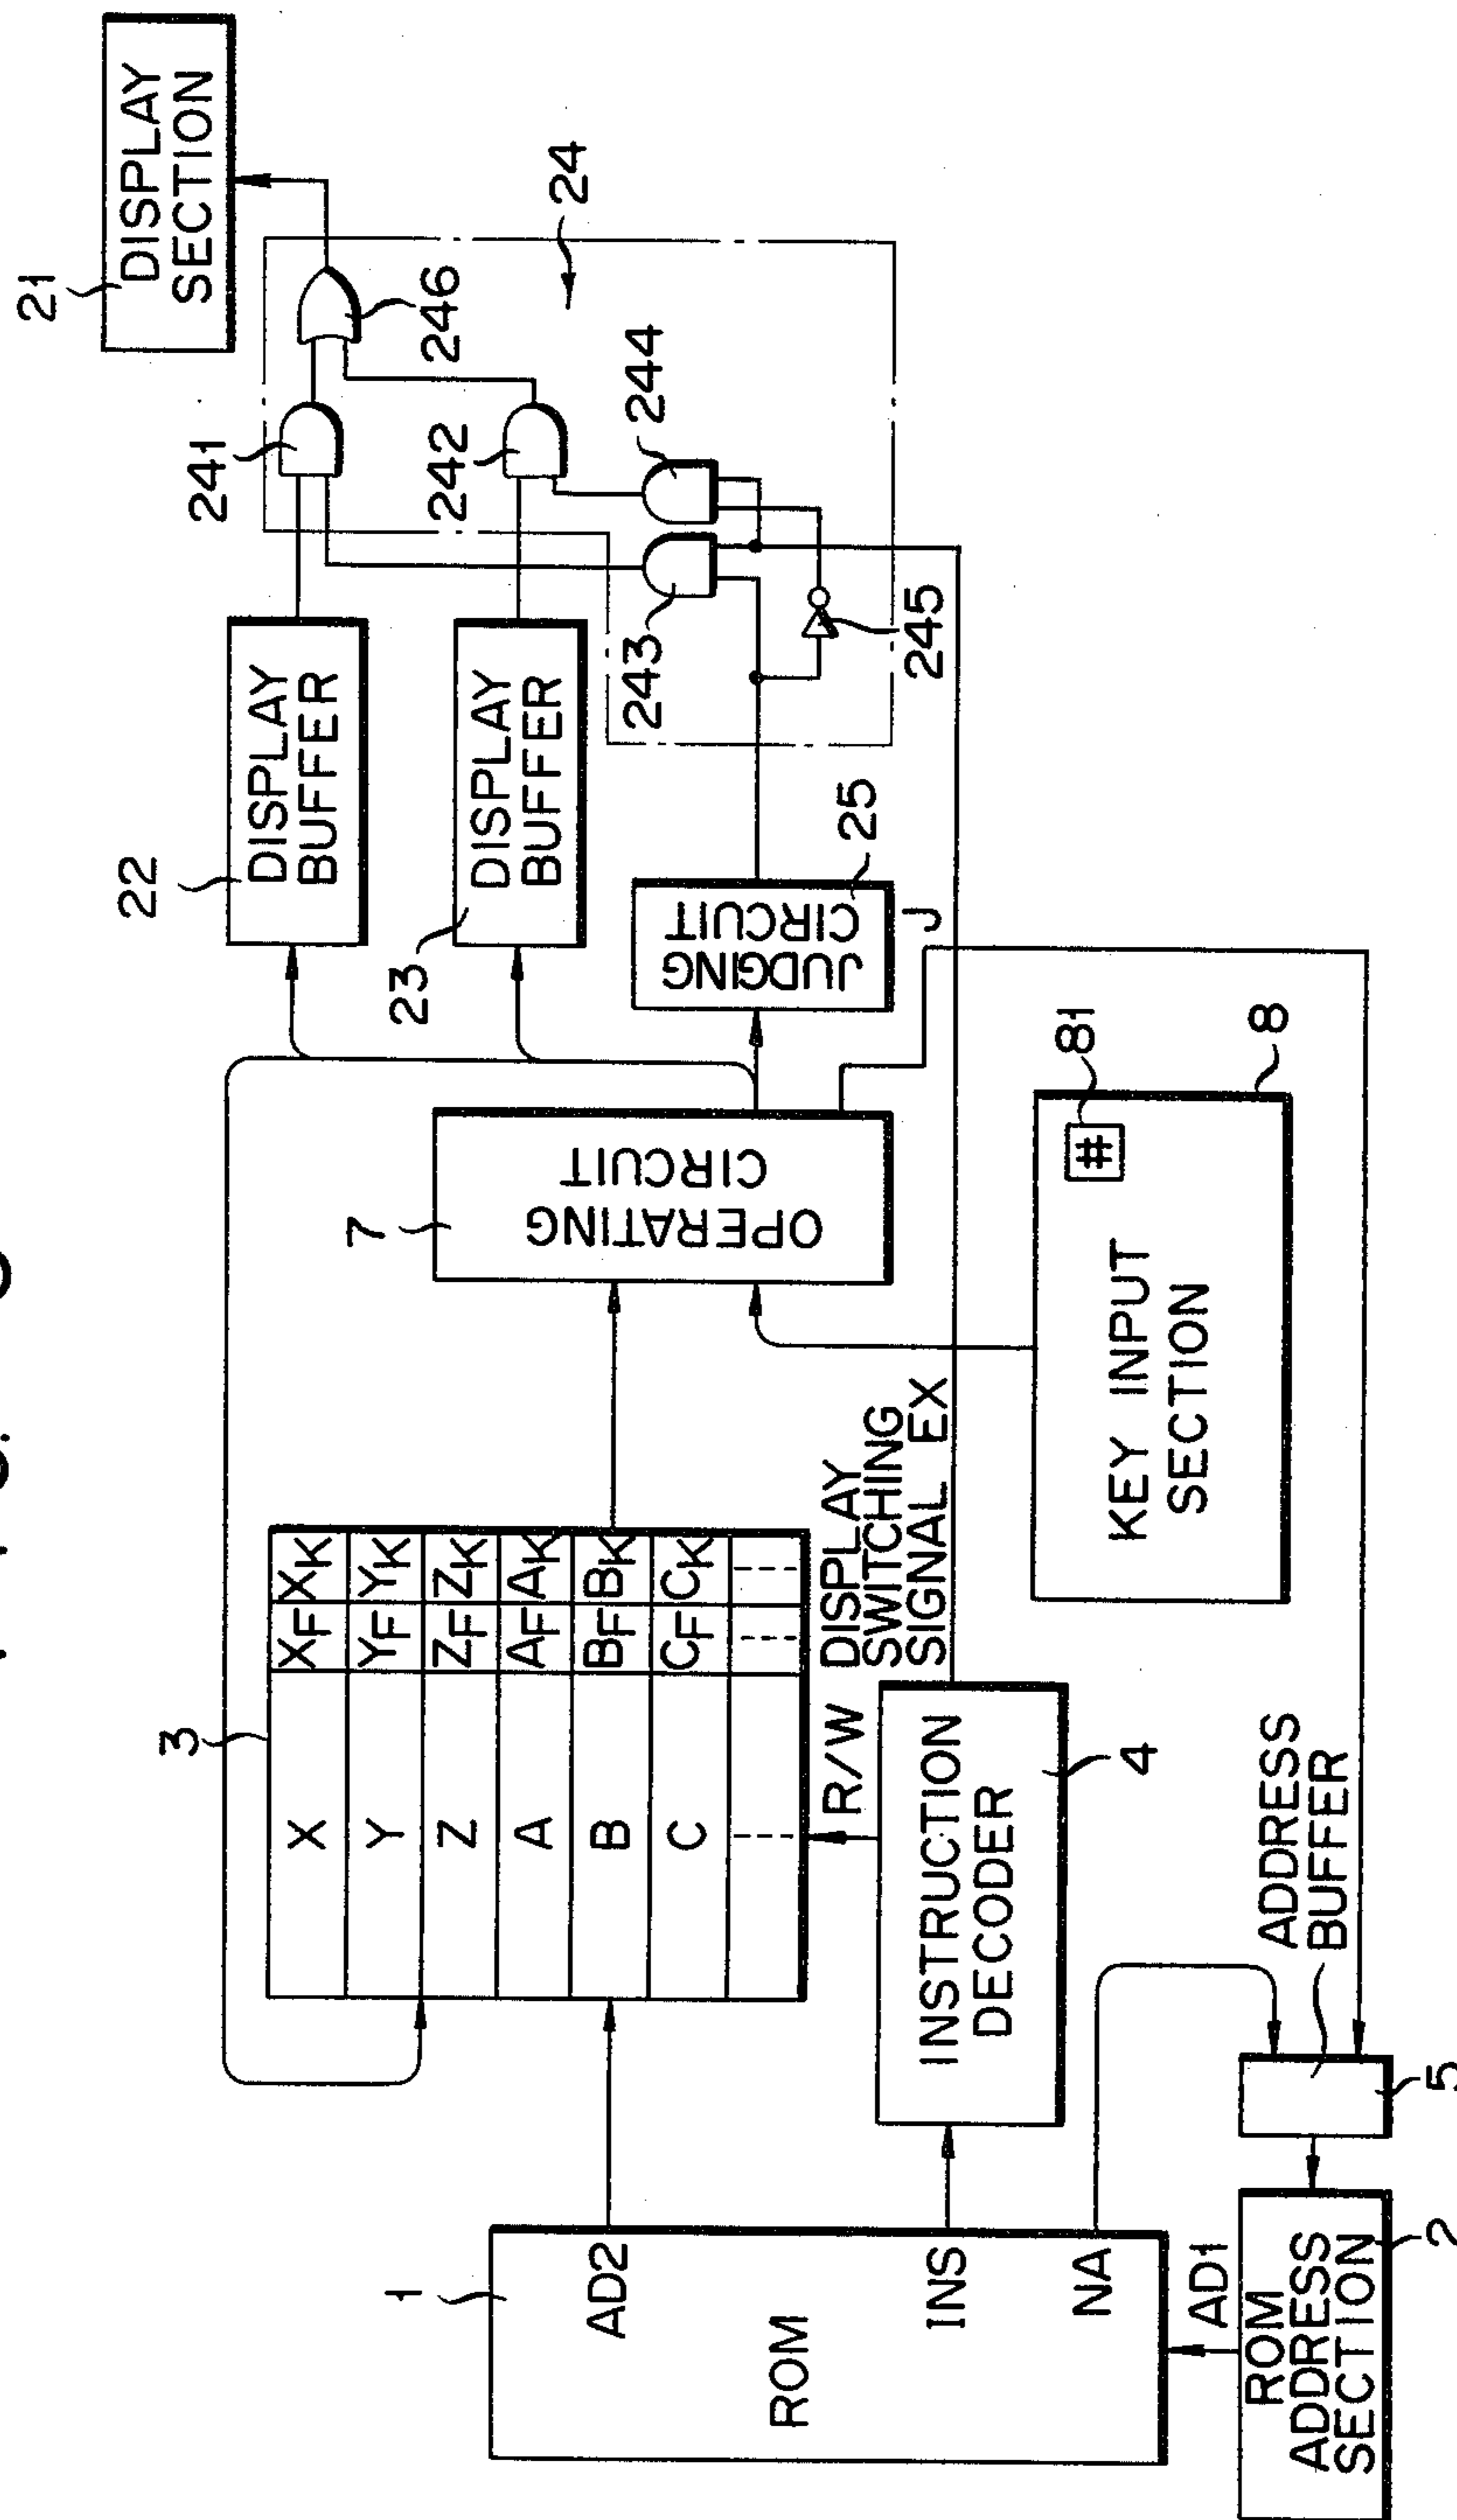 21
DISPLAY
SECTION
22
DISPLAY
BUFFER
23
DISPLAY
BUFFER
241
242
243
244
245
246
24
JUDGING
CIRCUIT
25
J
7
OPERATING
CIRCUIT
3
X XF XK
Y YF YK
Z ZF ZK
A AF AK
B BF BK
C CF CK
R/W
DISPLAY
SWITCHING
SIGNAL EX
INSTRUCTION
DECODER
4
KEY INPUT
SECTION
#
81
8
ADDRESS
BUFFER
5
1
ROM
AD2
INS
NA
AD1
ROM
ADDRESS
SECTION
2